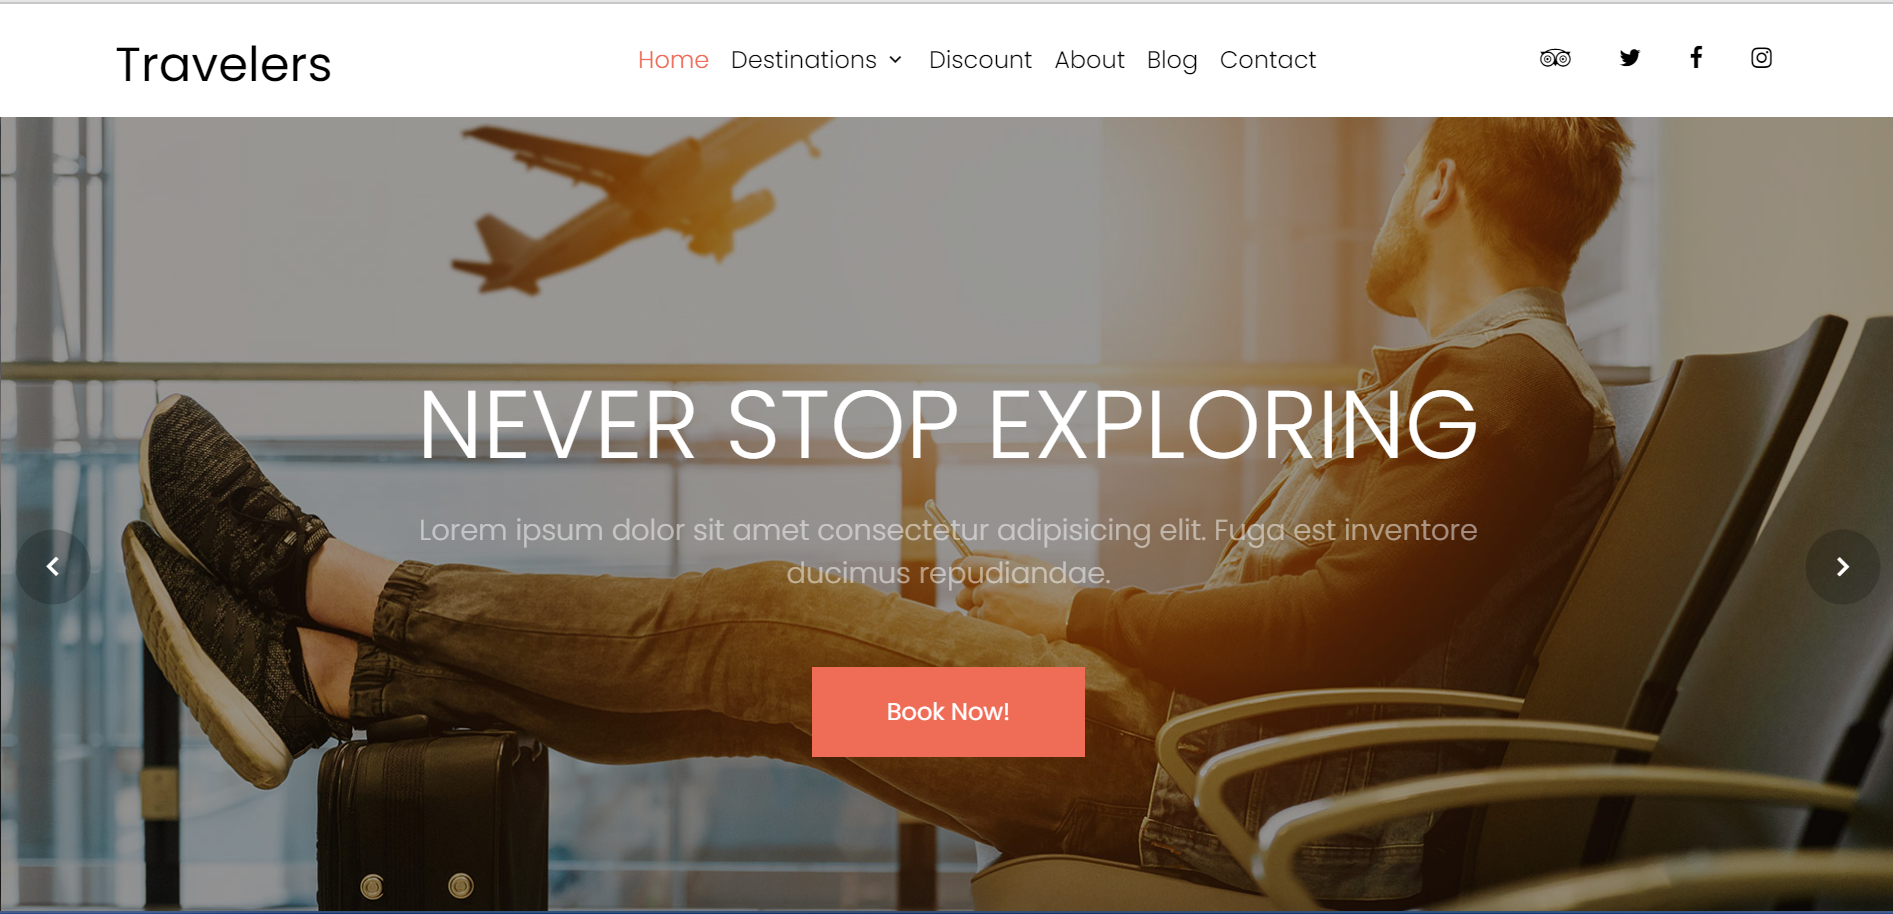 Travelers
Home Destinations Discount About Blog Contact
NEVER STOP EXPLORING
Lorem ipsum dolor sit amet consectetur adipisicing elit. Fuga est inventore
ducimus repudiandae.
Book Now!